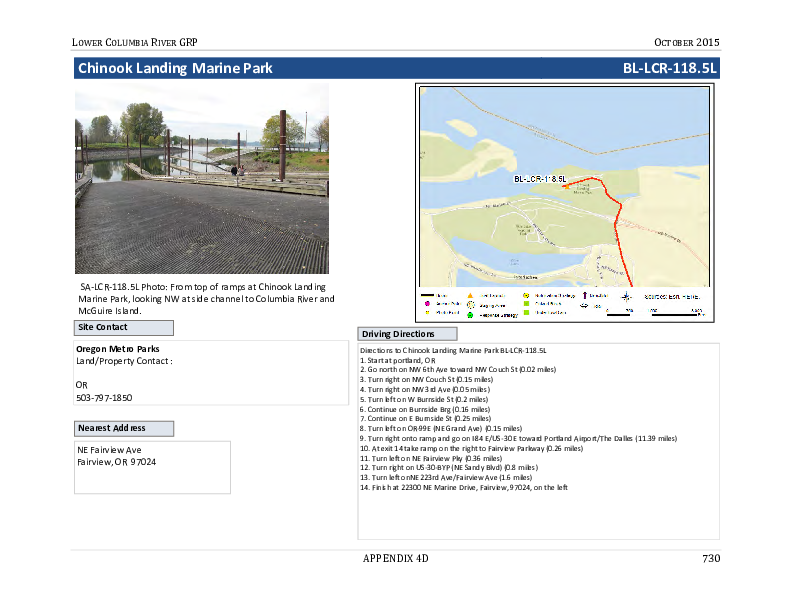 LOWER COLUMBIA RIVER GRP
OCTOBER 2015
Chinook Landing Marine Park
BL-LCR-118.5L
BL-LCR-118.5L
Sources: Esri, HERE,
SA-LCR-118.5L Photo: From top of ramps at Chinook Landing
Marine Park, looking NW at side channel to Columbia River and
McGuire Island.
Site Contact
Oregon Metro Parks
Land/Property Contact :
OR
503-797-1850
Nearest Address
NE Fairview Ave
Fairview, OR 97024
Driving Directions
Directions to Chinook Landing Marine Park BL-LCR-118.5L
1. Start at portland, OR
2. Go north on NW 6th Ave toward NW Couch St (0.02 miles)
3. Turn right on NW Couch St (0.15 miles)
4. Turn right on NW 3rd Ave (0.05 miles)
5. Turn left on W Burnside St (0.2 miles)
6. Continue on Burnside Brg (0.16 miles)
7. Continue on E Burnside St (0.25 miles)
8. Turn left on OR-99E (NE Grand Ave) (0.15 miles)
9. Turn right onto ramp and go on I84 E/US-30 E toward Portland Airport/The Dalles (11.39 miles)
10. At exit 14 take ramp on the right to Fairview Parkway (0.26 miles)
11. Turn left on NE Fairview Pky (0.36 miles)
12. Turn right on US-30-BYP (NE Sandy Blvd) (0.8 miles)
13. Turn left onNE 223rd Ave/Fairview Ave (1.6 miles)
14. Finish at 22300 NE Marine Drive, Fairview, 97024, on the left
APPENDIX 4D
730